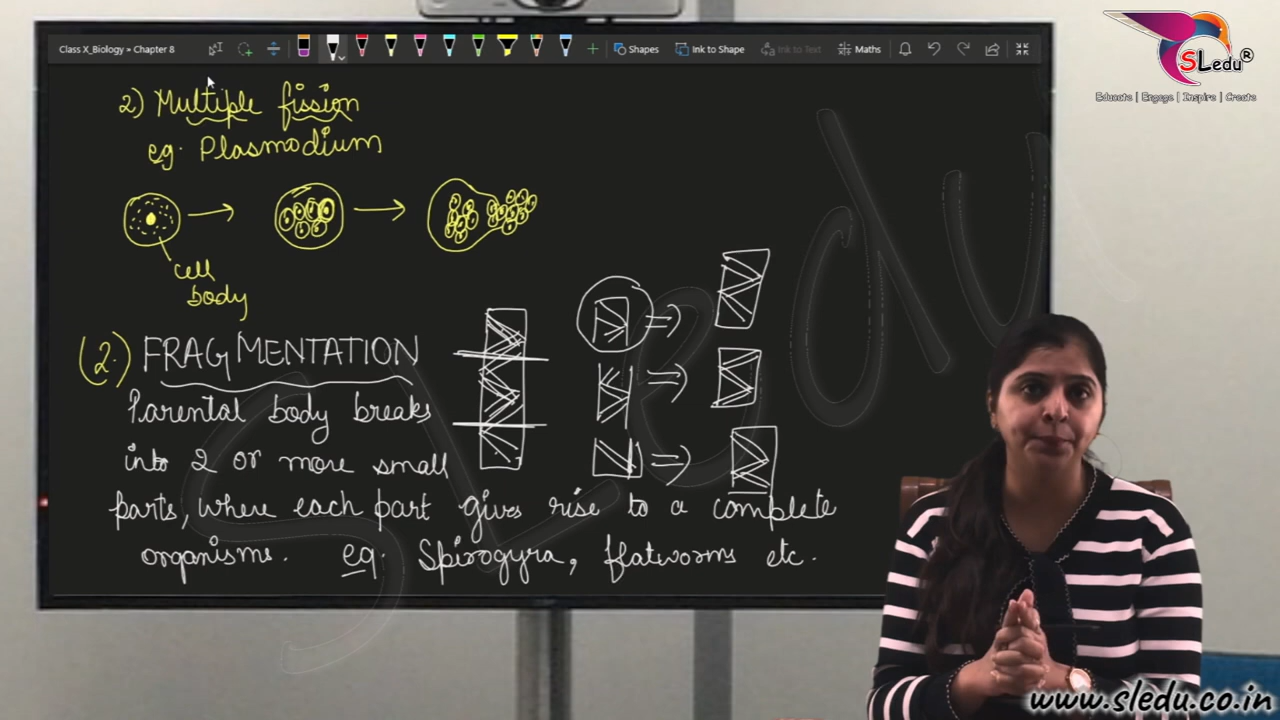 Class X_Biology » Chapter 8
Shapes
Ink to Shape
Ink to Text
Maths
SLedu®
Educate | Engage | Inspire | Create
2) Multiple fission
eg. Plasmodium
cell
body
(2.) FRAGMENTATION
Parental body breaks
into 2 or more small
parts, where each part gives rise to a complete
organisms. eg. Spirogyra, flatworms etc.
SLedu
www.sledu.co.in